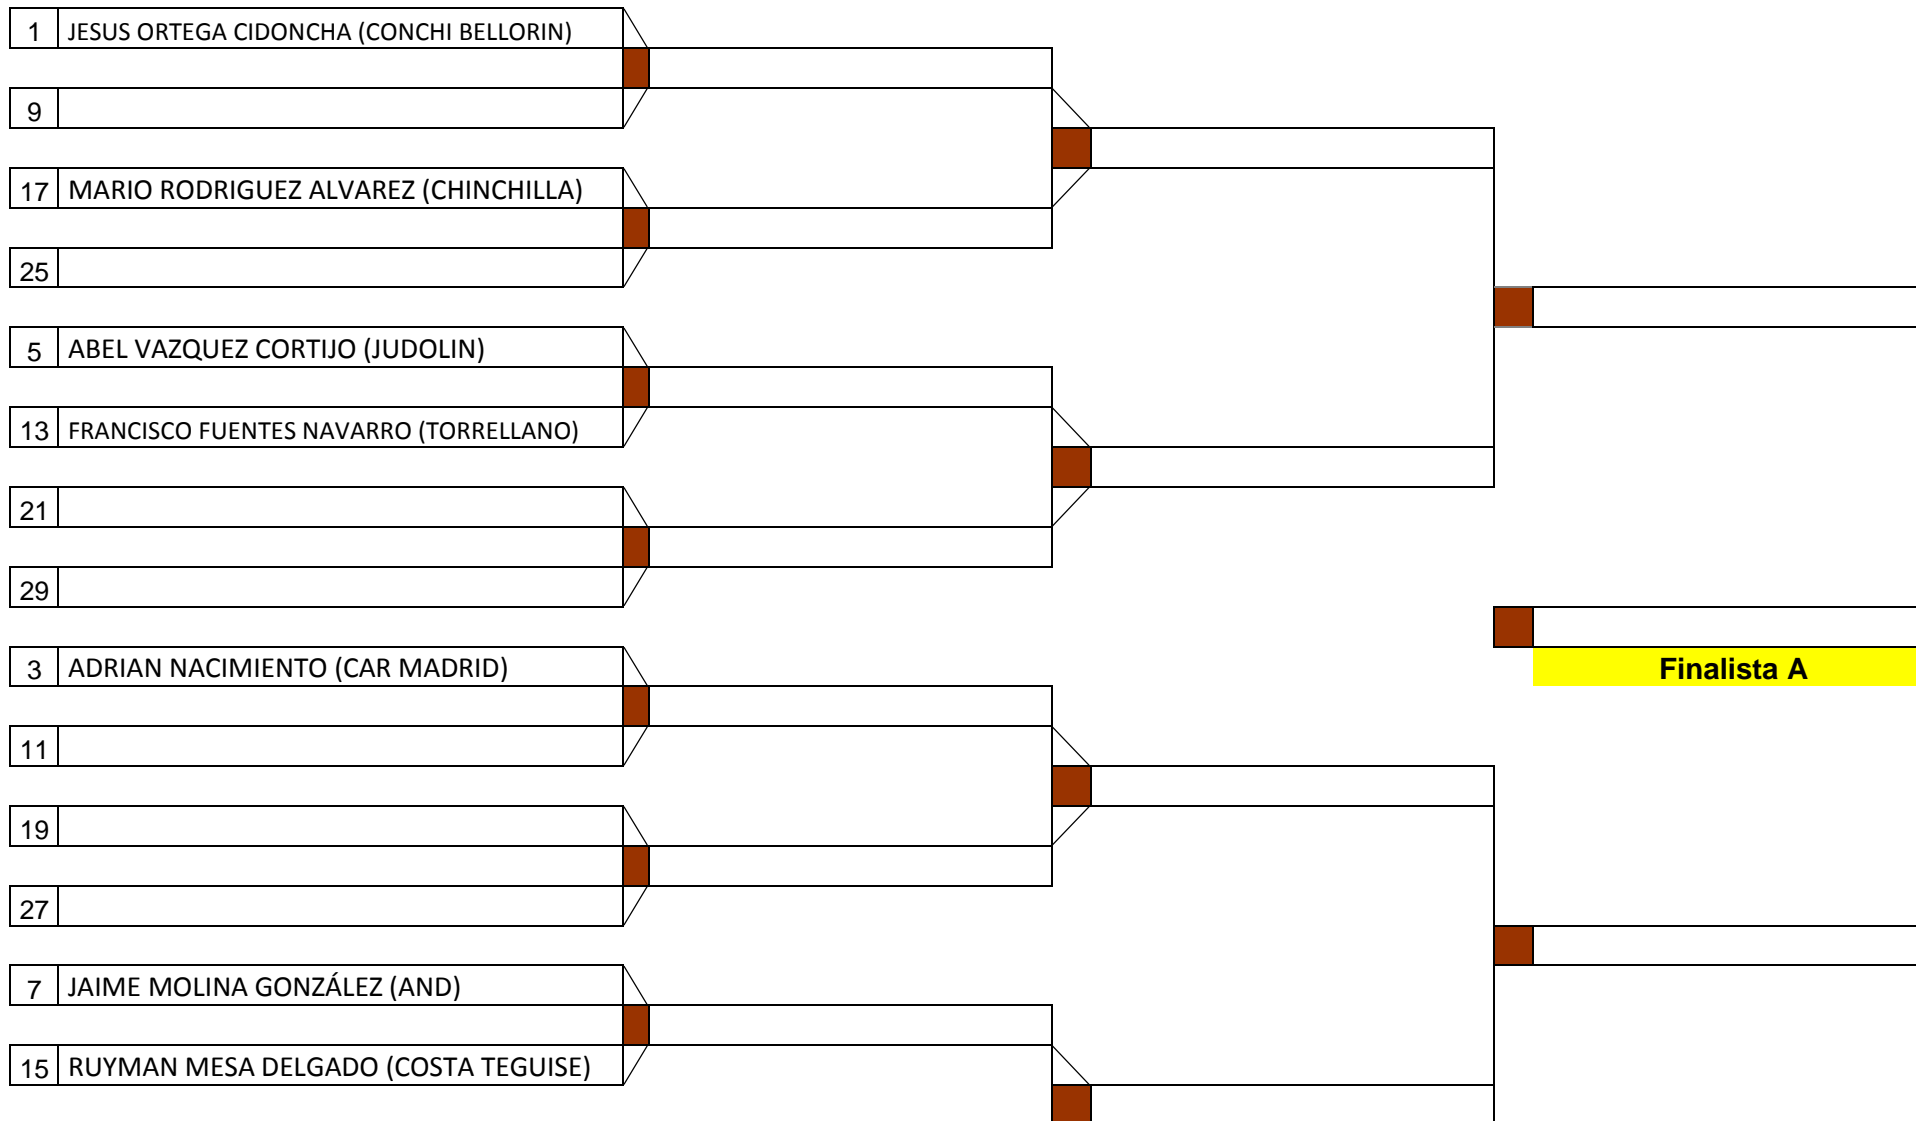 1 JESUS ORTEGA CIDONCHA (CONCHI BELLORIN)
9
17 MARIO RODRIGUEZ ALVAREZ (CHINCHILLA)
25
5 ABEL VAZQUEZ CORTIJO (JUDOLIN)
13 FRANCISCO FUENTES NAVARRO (TORRELLANO)
21
29
3 ADRIAN NACIMIENTO (CAR MADRID)
Finalista A
11
19
27
7 JAIME MOLINA GONZÁLEZ (AND)
15 RUYMAN MESA DELGADO (COSTA TEGUISE)